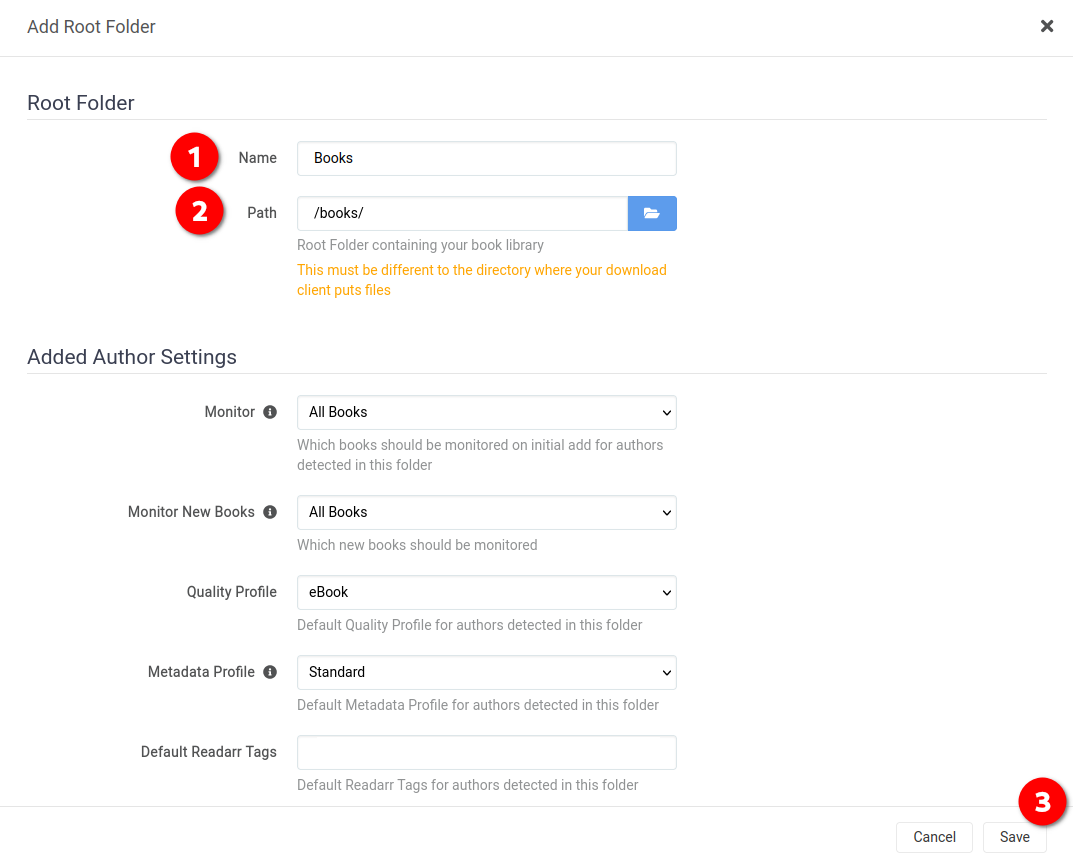 Add Root Folder
Root Folder
1 Name Books
2 Path /books/
Root Folder containing your book library
This must be different to the directory where your download
client puts files
Added Author Settings
Monitor All Books
Which books should be monitored on initial add for authors
detected in this folder
Monitor New Books All Books
Which new books should be monitored
Quality Profile eBook
Default Quality Profile for authors detected in this folder
Metadata Profile Standard
Default Metadata Profile for authors detected in this folder
Default Readarr Tags
Default Readarr Tags for authors detected in this folder
3
Cancel Save